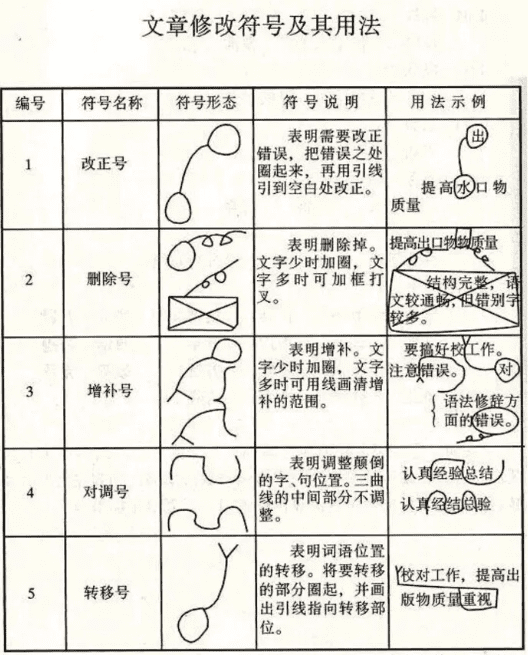 文章修改符号及其用法
编号 符号名称 符号形态 符号说明 用法示例
1 改正号
表明需要改正
错误，把错误之处
圈起来，再用引线
引到空白处改正。
出
提高水口物
质量
2 删除号
表明删除掉。
文字少时加圈，文
字多时可加框打
叉。
提高出口物物质量
结构完整，语
文较通畅，但错别字
较多。
3 增补号
表明增补。文
字少时加圈，文字
多时可用线画清增
补的范围。
要搞好校工作。
注意错误。
对
语法修辞方
面的错误。
4 对调号
表明调整颠倒
的字、句位置。三曲
线的中间部分不调
整。
认真经验总结
认真经结总验
5 转移号
表明词语位置
的转移。将要转移
的部分圈起，并画
出引线指向转移部
位。
校对工作，提高出
版物质量重视